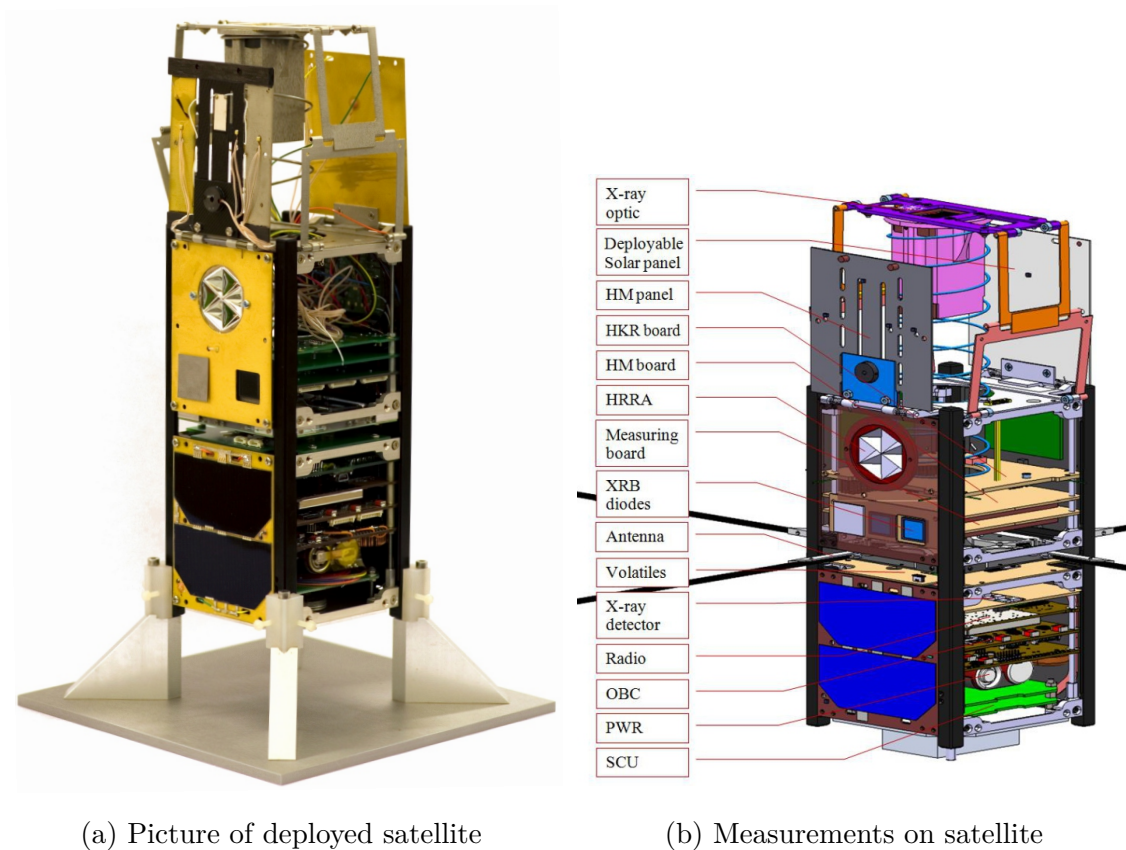 X-ray
optic
Deployable
Solar panel
HM panel
HKR board
HM board
HRRA
Measuring
board
XRB
diodes
Antenna
Volatiles
X-ray
detector
Radio
OBC
PWR
SCU
(a) Picture of deployed satellite
(b) Measurements on satellite